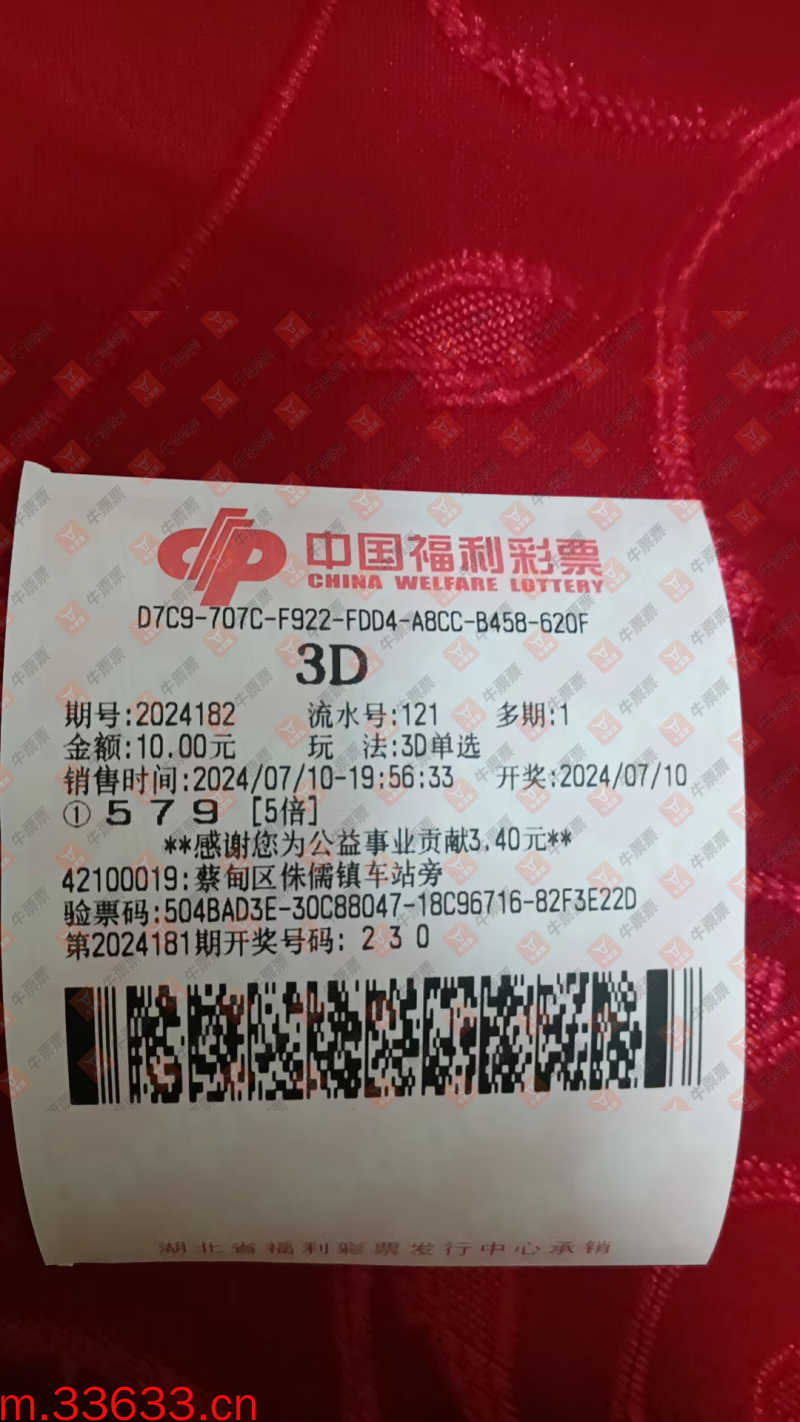 中国福利彩票
CHINA WELFARE LOTTERY
D7C9-707C-F922-FDD4-A8CC-B458-620F
3D
期号:2024182 流水号:121 多期:1
金额:10.00元 玩 法:3D单选
销售时间:2024/07/10-19:56:33 开奖:2024/07/10
① 5 7 9 [5倍]
**感谢您为公益事业贡献3.40元**
42100019:蔡甸区侏儒镇车站旁
验票码:504BAD3E-30C88047-18C96716-82F3E22D
第2024181期开奖号码: 2 3 0
湖北省福利彩票发行中心承销
牛票票
m.33633.cn